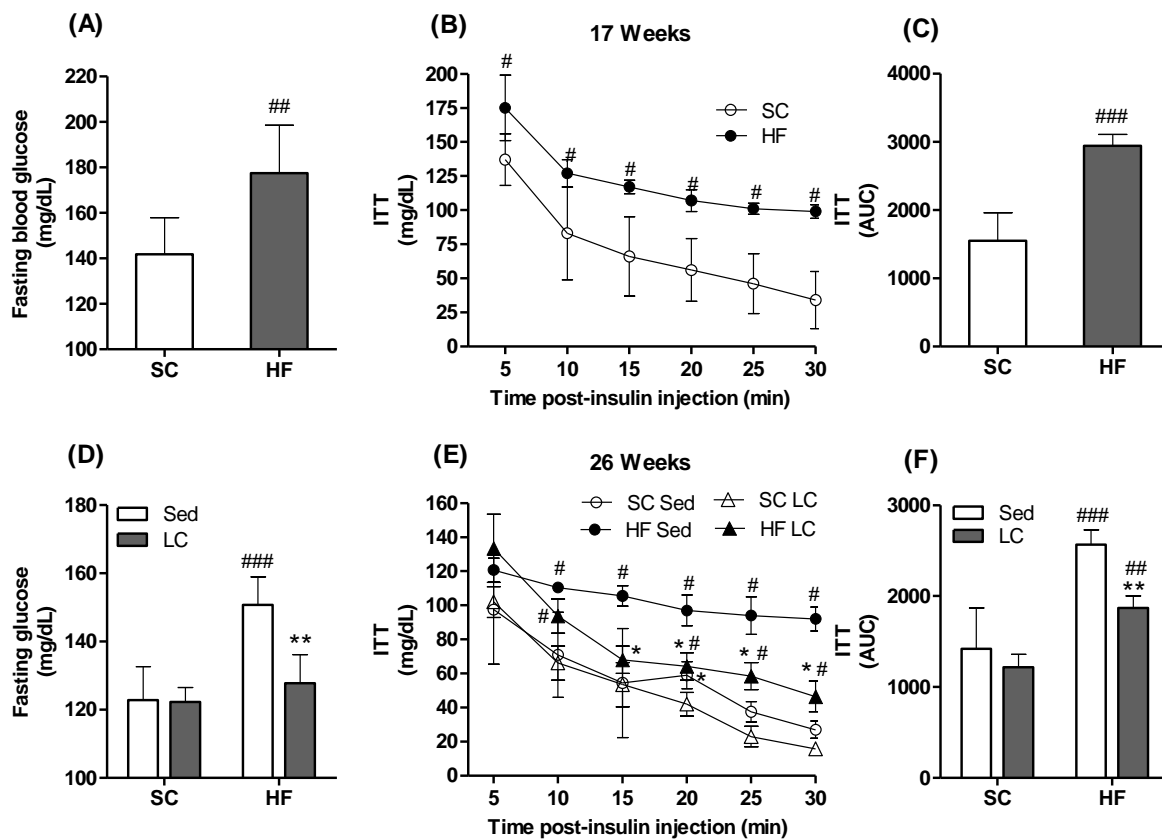 (A)
220
200
180
160
140
120
100
Fasting blood glucose
(mg/dL)
##
SC HF
(B)
17 Weeks
200
175
150
125
100
75
50
25
0
ITT
(mg/dL)
SC
HF
# # # # # #
5 10 15 20 25 30
Time post-insulin injection (min)
(C)
4000
3000
2000
1000
0
ITT
(AUC)
###
SC HF
(D)
180
160
140
120
100
Fasting glucose
(mg/dL)
Sed
LC
###
**
SC HF
(E)
26 Weeks
160
140
120
100
80
60
40
20
0
ITT
(mg/dL)
SC Sed SC LC
HF Sed HF LC
# # # # #
# * * # * # * #
*
5 10 15 20 25 30
Time post-insulin injection (min)
(F)
3000
2000
1000
0
ITT
(AUC)
Sed
LC
###
##
**
SC HF